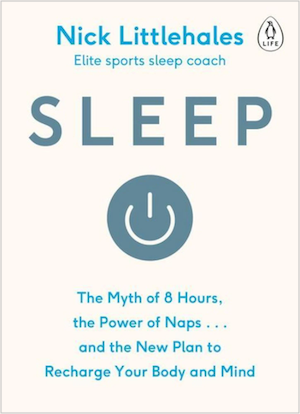 Nick Littlehales
Elite sports sleep coach
LIFE
SLEEP
The Myth of 8 Hours,
the Power of Naps . . .
and the New Plan to
Recharge Your Body and Mind